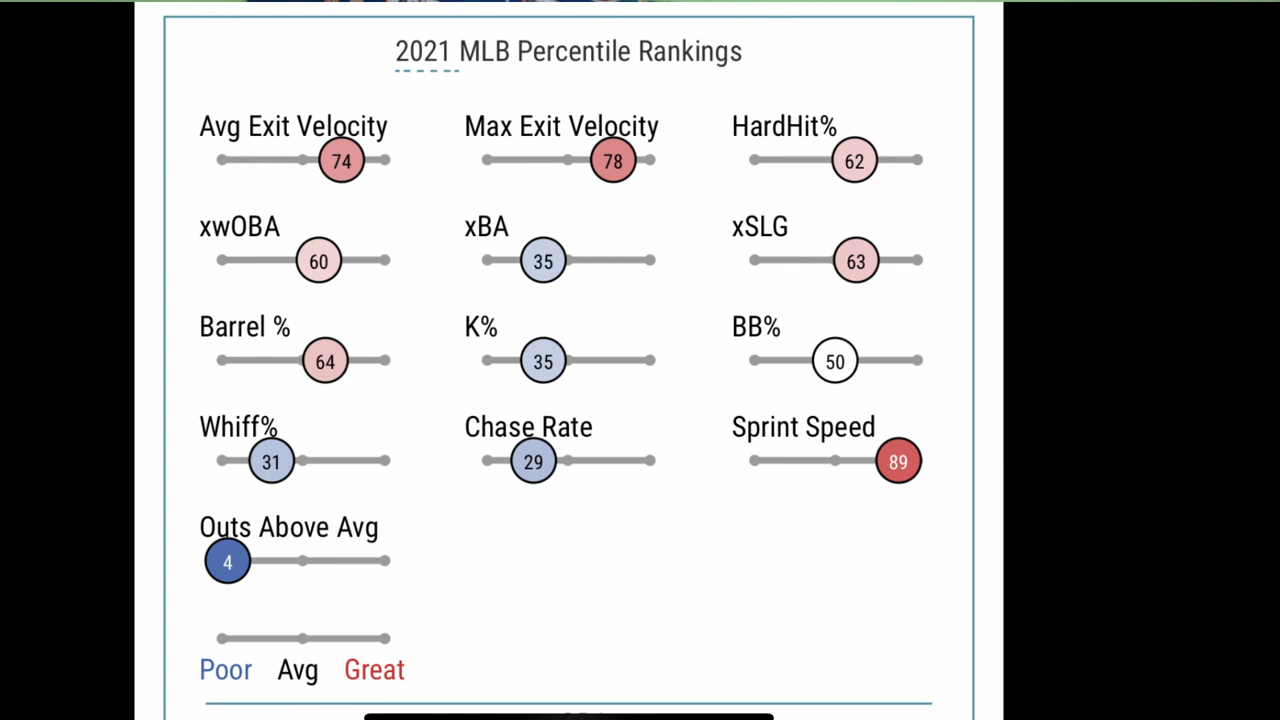 2021 MLB Percentile Rankings
Avg Exit Velocity Max Exit Velocity HardHit%
74 78 62
xwOBA xBA xSLG
60 35 63
Barrel % K% BB%
64 35 50
Whiff% Chase Rate Sprint Speed
31 29 89
Outs Above Avg
4
Poor Avg Great